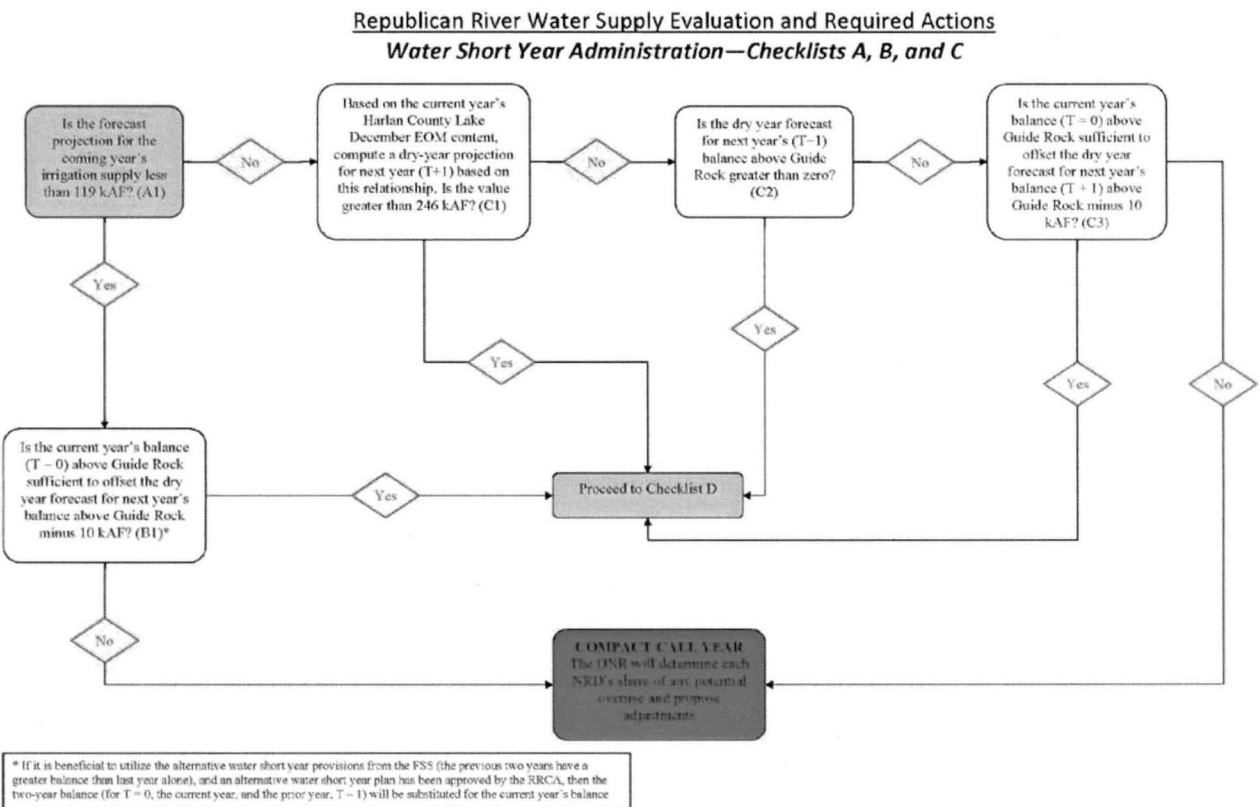 Republican River Water Supply Evaluation and Required Actions
Water Short Year Administration—Checklists A, B, and C
Is the forecast
projection for the
coming year's
irrigation supply less
than 119 kAF? (A1)
No
Based on the current year's
Harlan County Lake
December EOM content,
compute a dry-year projection
for next year (T+1) based on
this relationship. Is the value
greater than 246 kAF? (C1)
No
Is the dry year forecast
for next year's (T+1)
balance above Guide
Rock greater than zero?
(C2)
No
Is the current year's
balance (T = 0) above
Guide Rock sufficient to
offset the dry year
forecast for next year's
balance (T + 1) above
Guide Rock minus 10
kAF? (C3)
Yes
Yes
Yes
Yes
No
Is the current year's balance
(T = 0) above Guide Rock
sufficient to offset the dry
year forecast for next year's
balance above Guide Rock
minus 10 kAF? (B1)*
Yes
Proceed to Checklist D
No
COMPACT CALL YEAR
The DNR will determine each
NRD's share of any potential
overuse and propose
adjustments
* If it is beneficial to utilize the alternative water short year provisions from the FSS (the previous two years have a
greater balance than last year alone), and an alternative water short year plan has been approved by the RRCA, then the
two-year balance (for T = 0, the current year, and the prior year, T - 1) will be substituted for the current year's balance